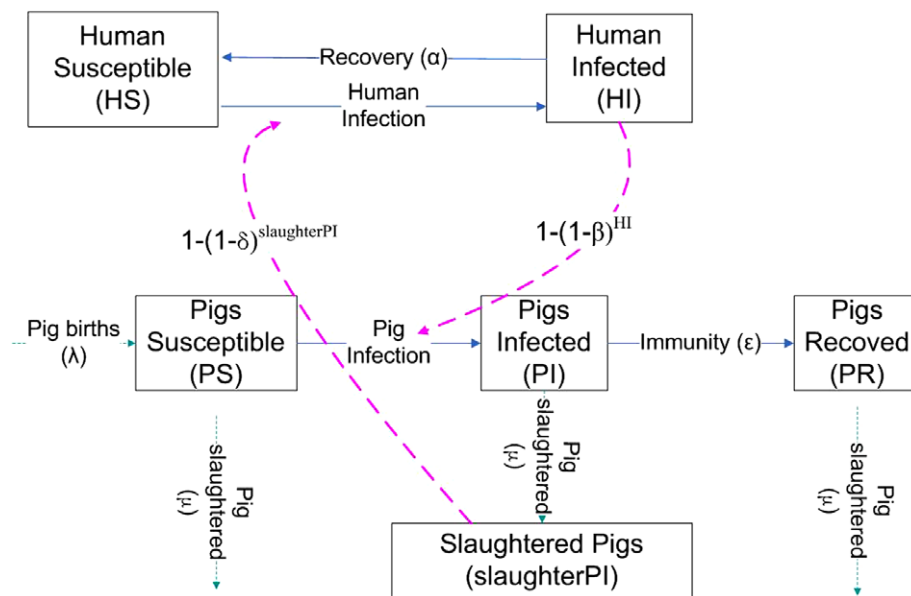 Human
Susceptible
(HS)
Recovery (α)
Human
Infection
Human
Infected
(HI)
1-(1-δ)^slaughterPI
1-(1-β)^HI
Pig births
(λ)
Pigs
Susceptible
(PS)
Pig
Infection
Pigs
Infected
(PI)
Immunity (ε)
Pigs
Recoved
(PR)
Pig
slaughtered
(μ)
Pig
slaughtered
(μ)
Pig
slaughtered
(μ)
Slaughtered Pigs
(slaughterPI)